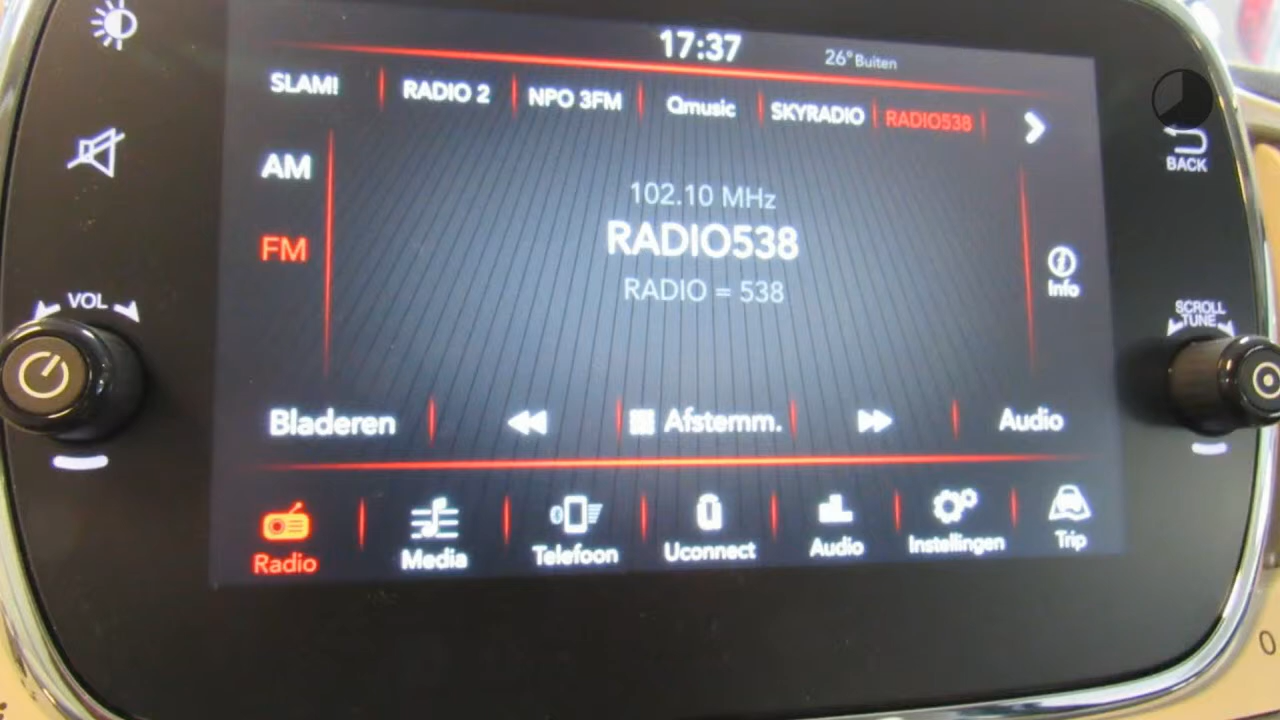 17:37 26° Buiten
SLAM! RADIO 2 NPO 3FM Qmusic SKYRADIO RADIO538
BACK
AM
102.10 MHz
RADIO538
FM
Info
RADIO = 538
VOL
SCROLL
TUNE
Bladeren Afstemm. Audio
Radio Media Telefoon Uconnect Audio Instellingen Trip
0